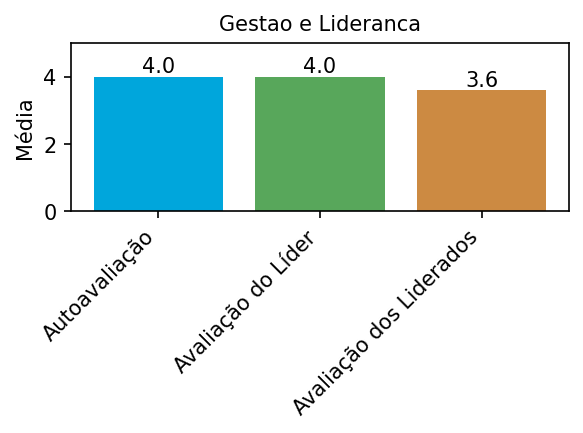 Gestao e Lideranca
4.0
4.0
3.6
Média
4
2
0
Autoavaliação
Avaliação do Líder
Avaliação dos Liderados